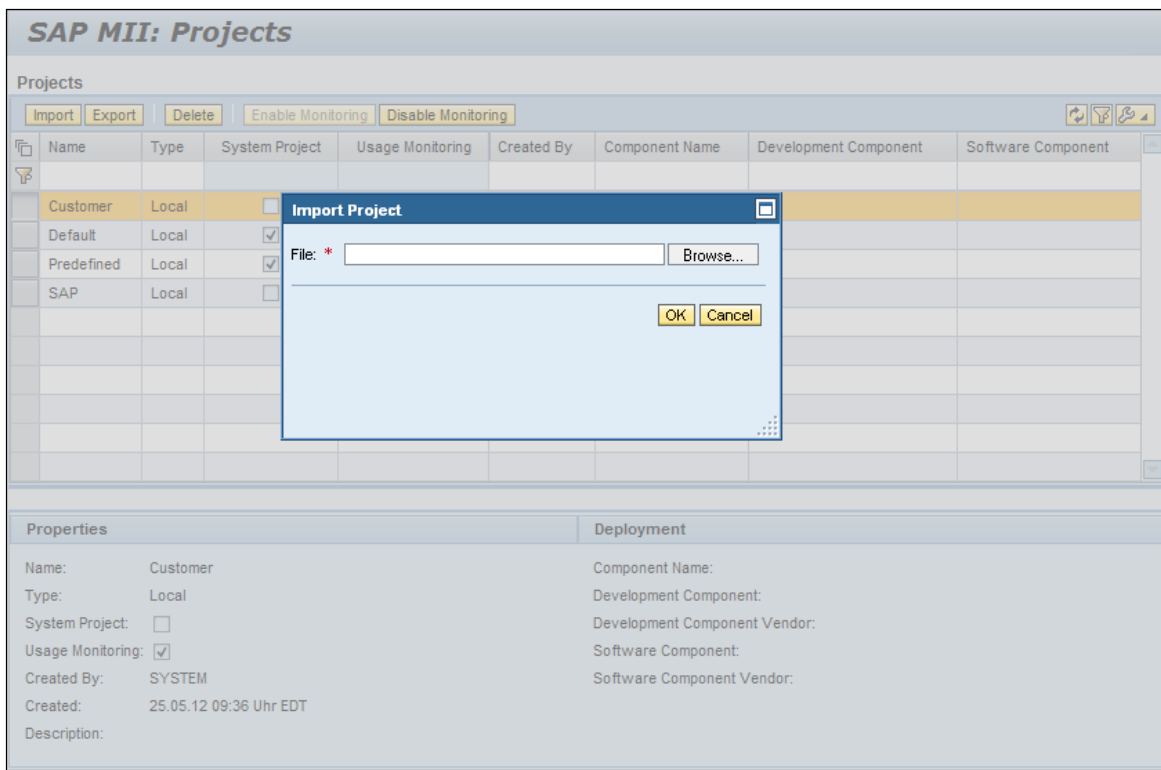 SAP MII: Projects
Projects
Import Export Delete Enable Monitoring Disable Monitoring
Name Type System Project Usage Monitoring Created By Component Name Development Component Software Component
Customer Local
Import Project
Default Local
File: * Browse...
Predefined Local
SAP Local
OK Cancel
Properties Deployment
Name: Customer Component Name:
Type: Local Development Component:
System Project: Development Component Vendor:
Usage Monitoring: Software Component:
Created By: SYSTEM Software Component Vendor:
Created: 25.05.12 09:36 Uhr EDT
Description: